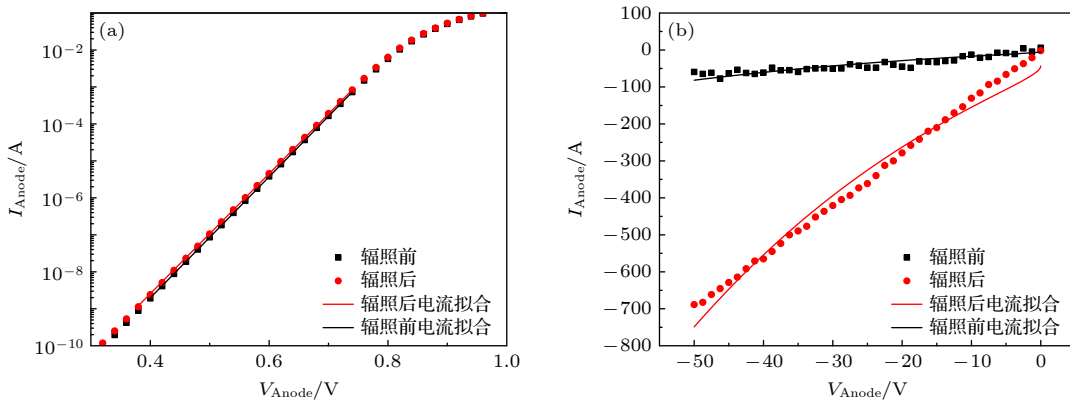 (a)
10⁻²
10⁻⁴
10⁻⁶
10⁻⁸
10⁻¹⁰
I_Anode/A
0.4
0.6
0.8
1.0
V_Anode/V
辐照前
辐照后
辐照后电流拟合
辐照前电流拟合
(b)
100
0
−100
−200
−300
−400
−500
−600
−700
−800
I_Anode/A
−50
−40
−30
−20
−10
0
V_Anode/V
辐照前
辐照后
辐照后电流拟合
辐照前电流拟合